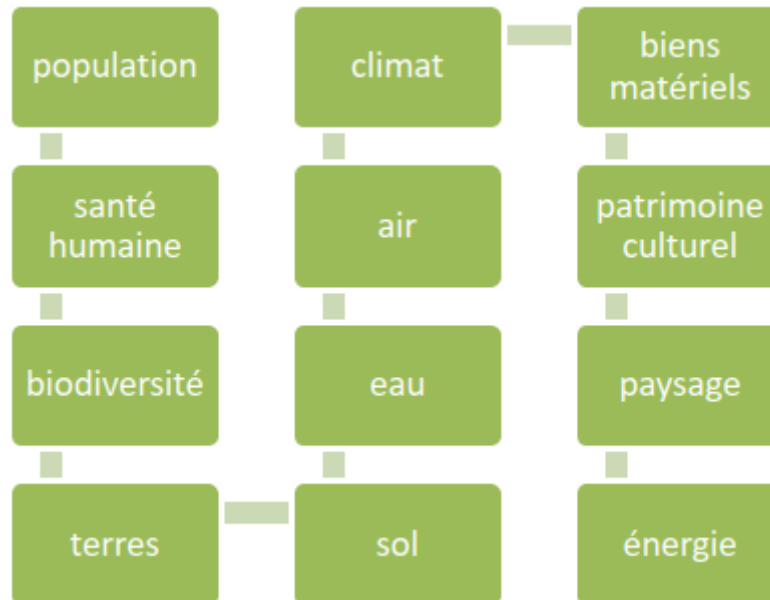 population
santé
humaine
biodiversité
terres
sol
eau
air
climat
biens
matériels
patrimoine
culturel
paysage
énergie